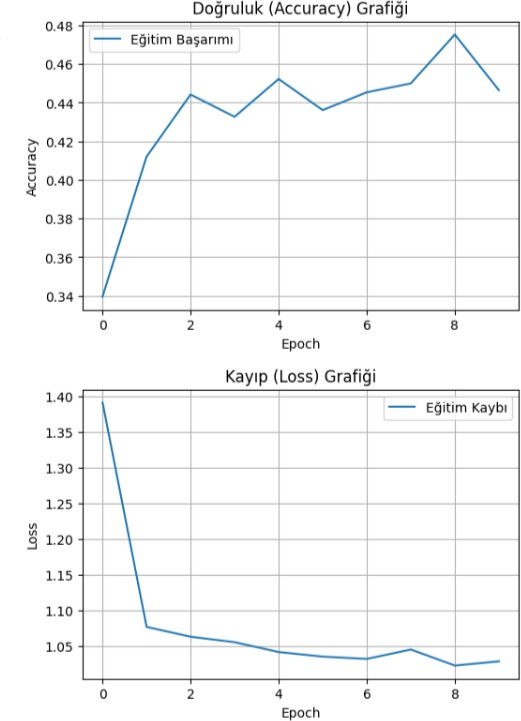 Doğruluk (Accuracy) Grafiği
0.48
Eğitim Başarımı
0.46
0.44
0.42
Accuracy
0.40
0.38
0.36
0.34
0 2 4 6 8
Epoch
Kayıp (Loss) Grafiği
1.40
Eğitim Kaybı
1.35
1.30
1.25
Loss
1.20
1.15
1.10
1.05
0 2 4 6 8
Epoch